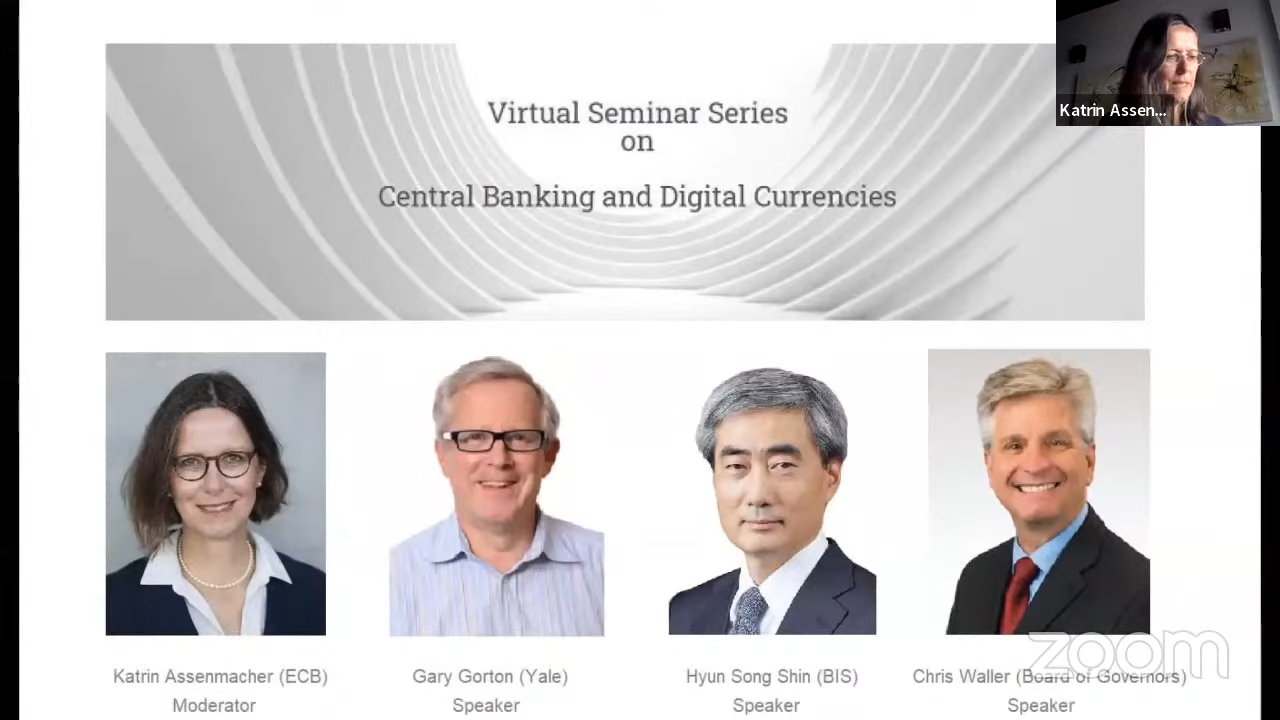 Virtual Seminar Series
on
Central Banking and Digital Currencies
Katrin Assen...
Katrin Assenmacher (ECB)
Moderator
Gary Gorton (Yale)
Speaker
Hyun Song Shin (BIS)
Speaker
Chris Waller (Board of Governors)
Speaker
zoom